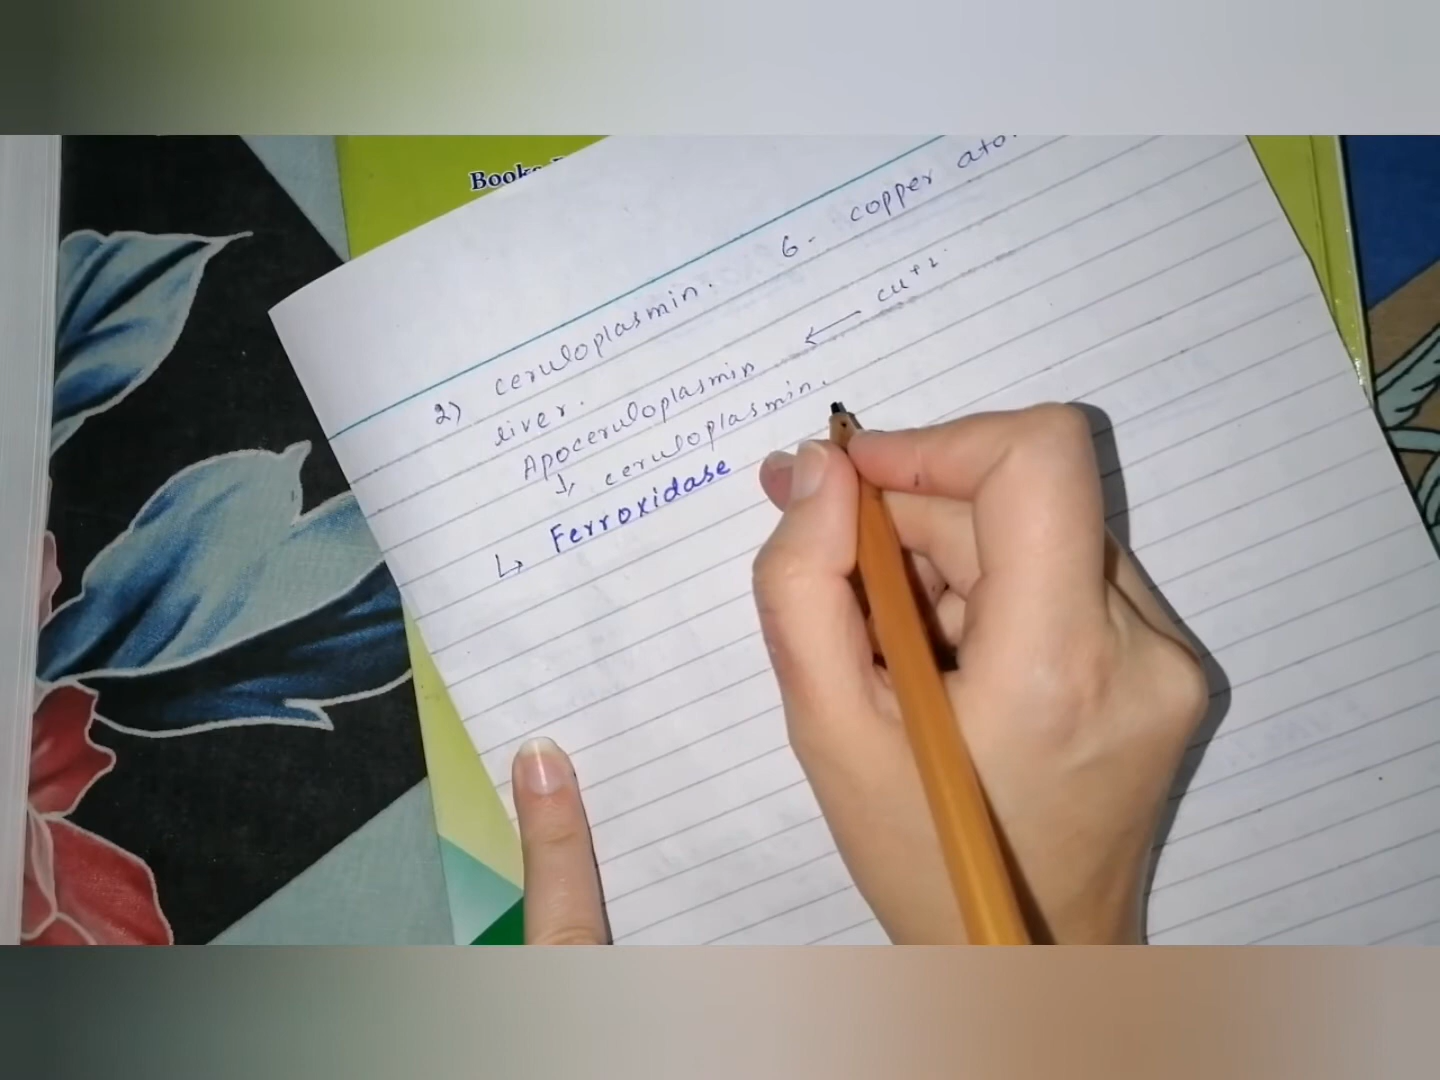 Books
2) ceruloplasmin. 6- copper
liver.
Apoceruloplasmin ← cu+2
↓ ceruloplasmin.
↳ Ferroxidase